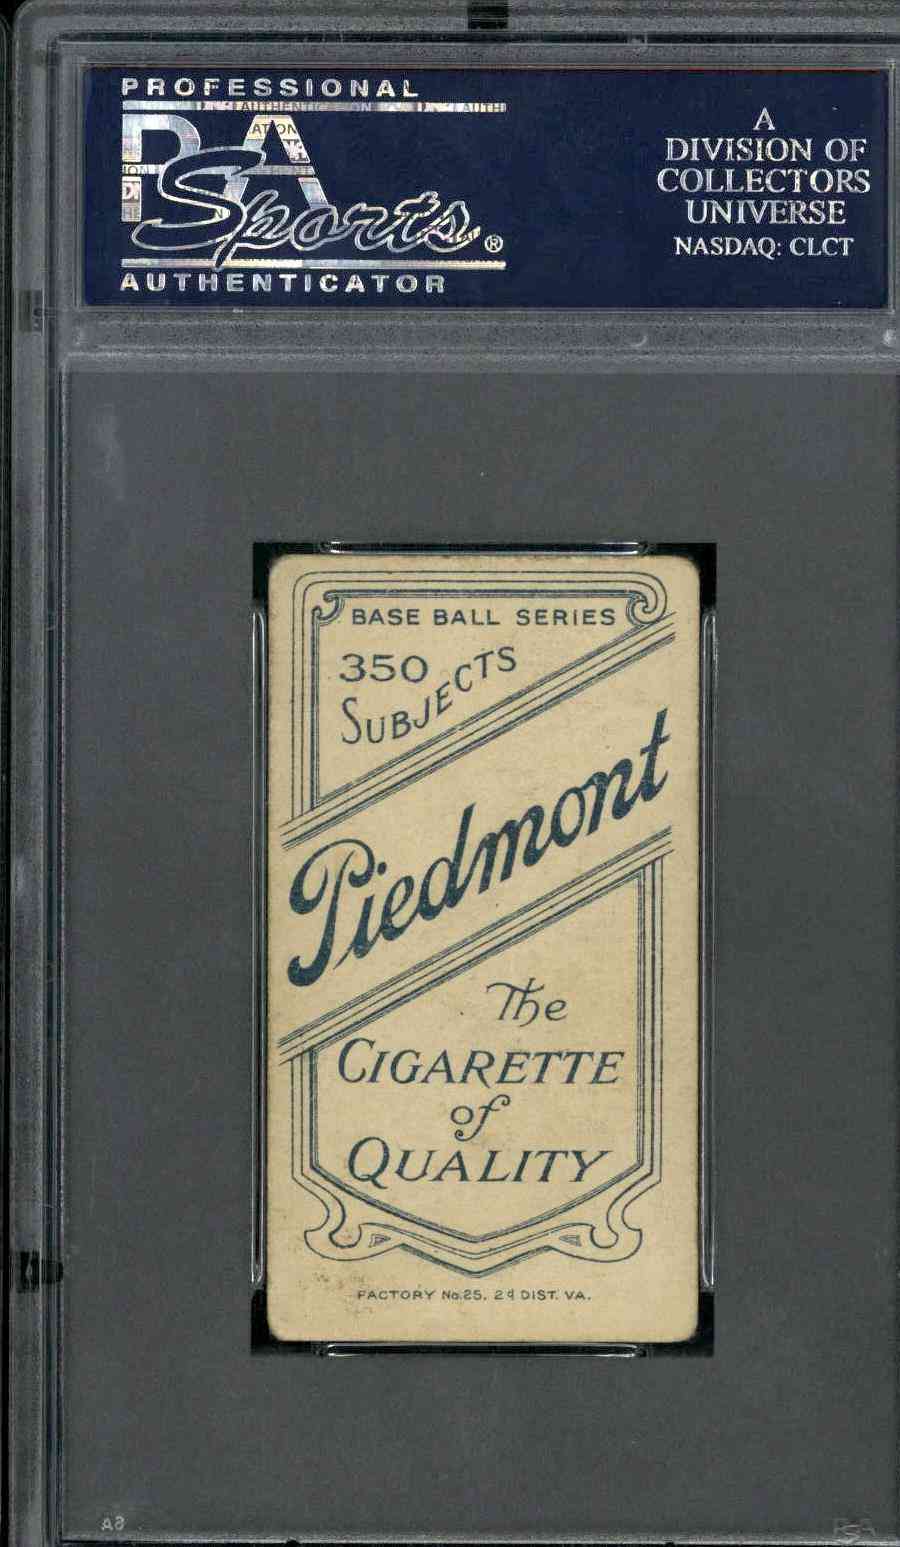 PROFESSIONAL
PSA
Sports®
AUTHENTICATOR
A
DIVISION OF
COLLECTORS
UNIVERSE
NASDAQ: CLCT
BASE BALL SERIES
350
SUBJECTS
Piedmont
The
CIGARETTE
of
QUALITY
FACTORY No.25, 2d DIST. VA.
PSA